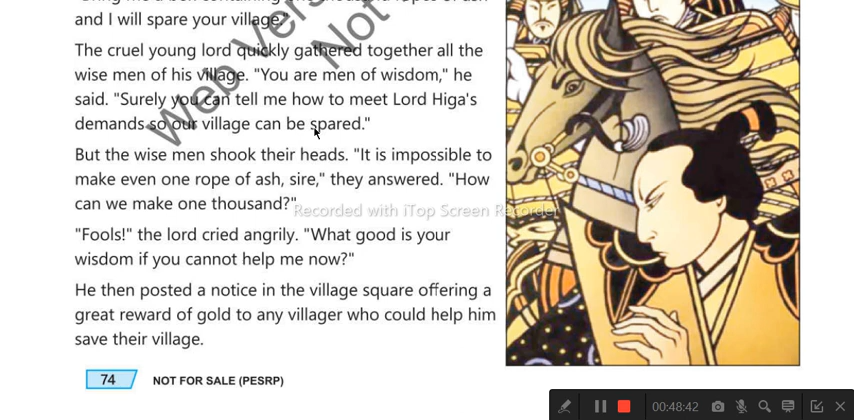 and I will spare your village."
The cruel young lord quickly gathered together all the
wise men of his village. "You are men of wisdom," he
said. "Surely you can tell me how to meet Lord Higa's
demands so our village can be spared."
But the wise men shook their heads. "It is impossible to
make even one rope of ash, sire," they answered. "How
can we make one thousand?"
"Fools!" the lord cried angrily. "What good is your
wisdom if you cannot help me now?"
He then posted a notice in the village square offering a
great reward of gold to any villager who could help him
save their village.
74 NOT FOR SALE (PESRP)
Web Vers
Not
Recorded with iTop Screen Recorder
00:48:42